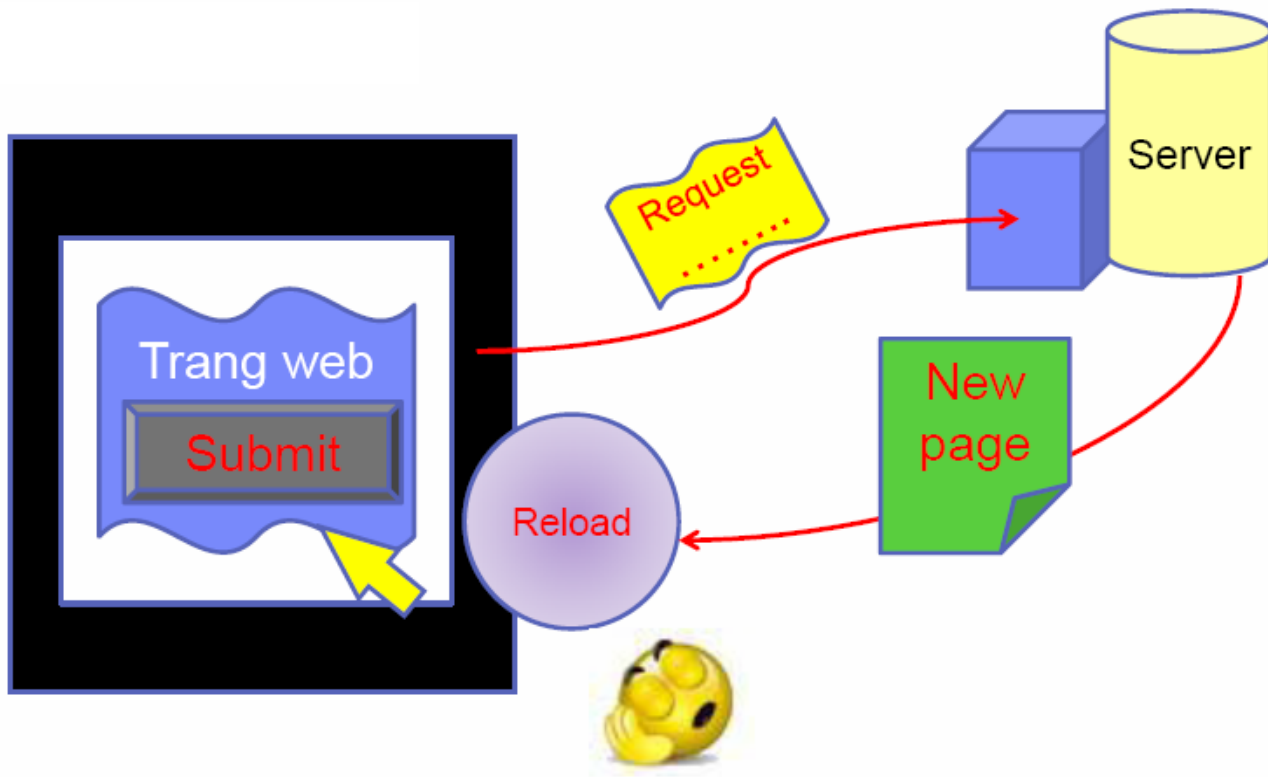 Trang web
Submit
Request
.........
Server
New
page
Reload